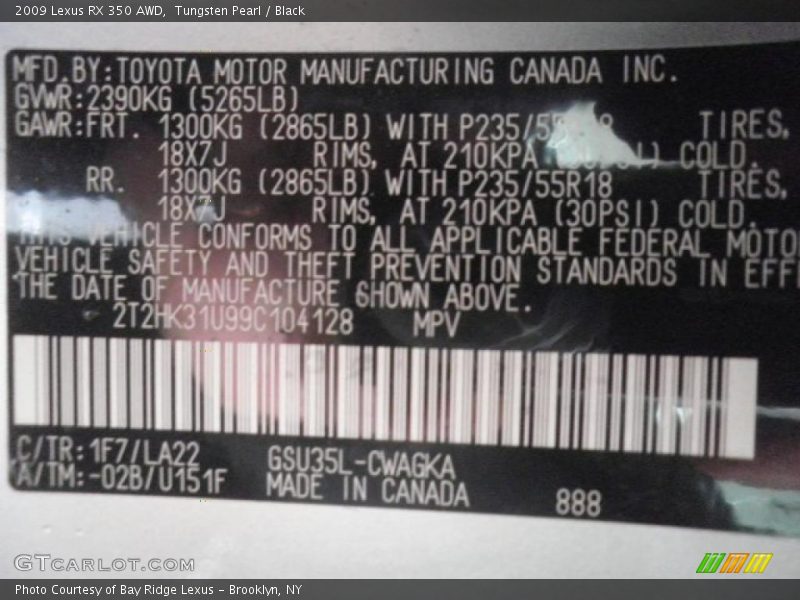 2009 Lexus RX 350 AWD, Tungsten Pearl / Black
MFD.BY:TOYOTA MOTOR MANUFACTURING CANADA INC.
GVWR:2390KG (5265LB)
GAWR:FRT. 1300KG (2865LB) WITH P235/55R18 TIRES,
18X7J RIMS, AT 210KPA COLD.
RR. 1300KG (2865LB) WITH P235/55R18 TIRES,
18X7J RIMS, AT 210KPA (30PSI) COLD.
THIS VEHICLE CONFORMS TO ALL APPLICABLE FEDERAL MOTO
VEHICLE SAFETY AND THEFT PREVENTION STANDARDS IN EFF
THE DATE OF MANUFACTURE SHOWN ABOVE.
2T2HK31U99C104128 MPV
C/TR:1F7/LA22 GSU35L-CWAGKA
A/TM:-02B/U151F MADE IN CANADA 888
GTCARLOT.COM
Photo Courtesy of Bay Ridge Lexus - Brooklyn, NY